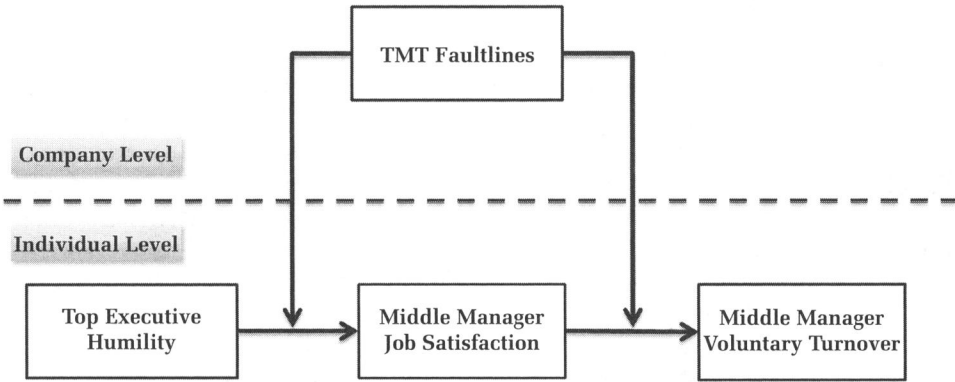 TMT Faultlines
Company Level
Individual Level
Top Executive
Humility
Middle Manager
Job Satisfaction
Middle Manager
Voluntary Turnover